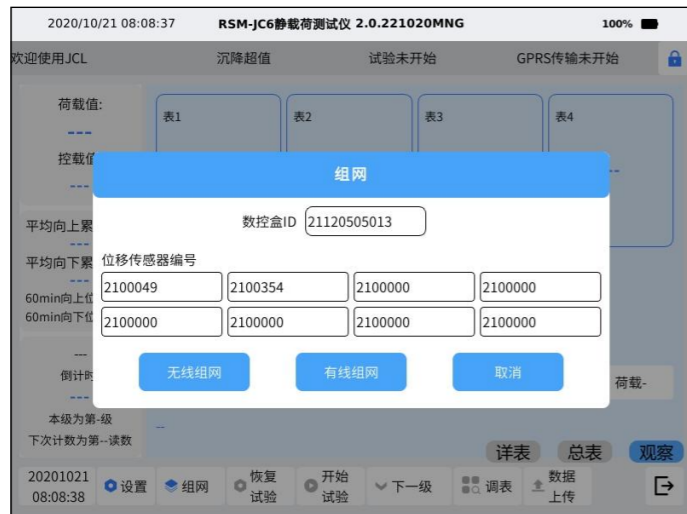 2020/10/21 08:08:37 RSM-JC6静载荷测试仪 2.0.221020MNG 100%
欢迎使用JCL 沉降超值 试验未开始 GPRS传输未开始
荷载值:
---
控载值
---
表1 表2 表3 表4
--
组网
数控盒ID 21120505013
平均向上累
---
平均向下累
---
60min向上位
60min向下位
位移传感器编号
2100049 2100354 2100000 2100000
2100000 2100000 2100000 2100000
无线组网 有线组网 取消
---
倒计时
---
荷载-
本级为第-级
下次计数为第--读数
--
详表 总表 观察
20201021
08:08:38
设置 组网 恢复
试验
开始
试验
下一级 调表 数据
上传